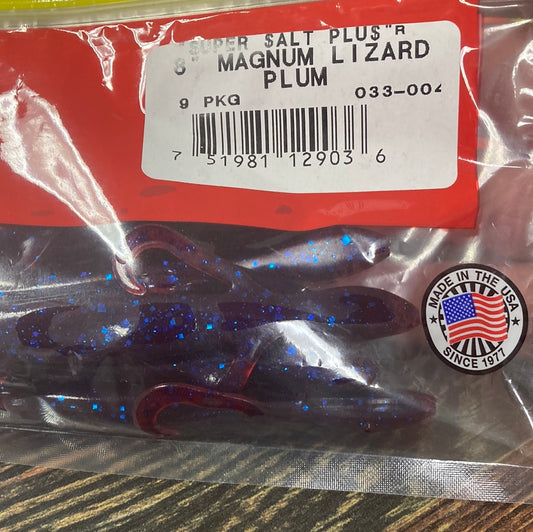 "$UPER $ALT PLU$"R
8" MAGNUM LIZARD
PLUM
9 PKG 033-004
7 51981 12903 6
MADE IN THE USA
SINCE 1977